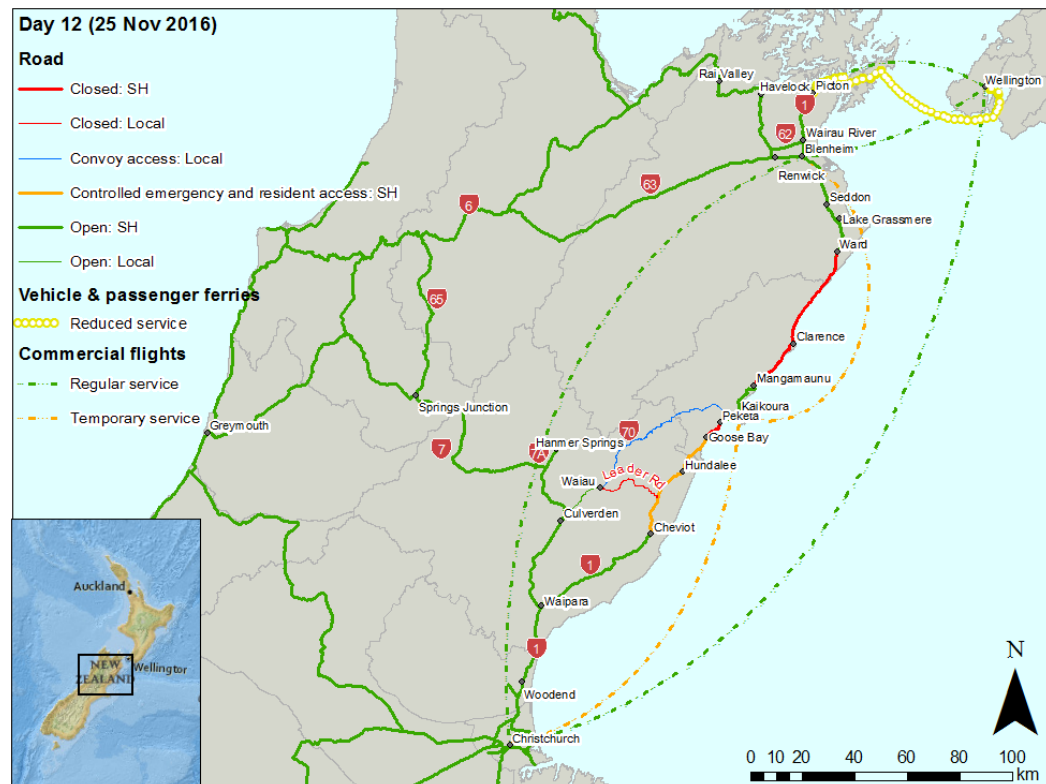 Day 12 (25 Nov 2016)
Road
Closed: SH
Closed: Local
Convoy access: Local
Controlled emergency and resident access: SH
Open: SH
Open: Local
Vehicle & passenger ferries
Reduced service
Commercial flights
Regular service
Temporary service
Rai Valley
Havelock
Picton
Wellington
1
62
Wairau River
Blenheim
63
Renwick
6
Seddon
Lake Grassmere
Ward
65
Clarence
Mangamaunu
Springs Junction
Kaikoura
Peketa
Greymouth
70
Goose Bay
7
7A
Hanmer Springs
Hundalee
Leader Rd
Waiau
Culverden
Cheviot
1
Waipara
1
Woodend
Christchurch
Auckland
NEW
ZEALAND
Wellington
N
0 20 40 60 80 100
km